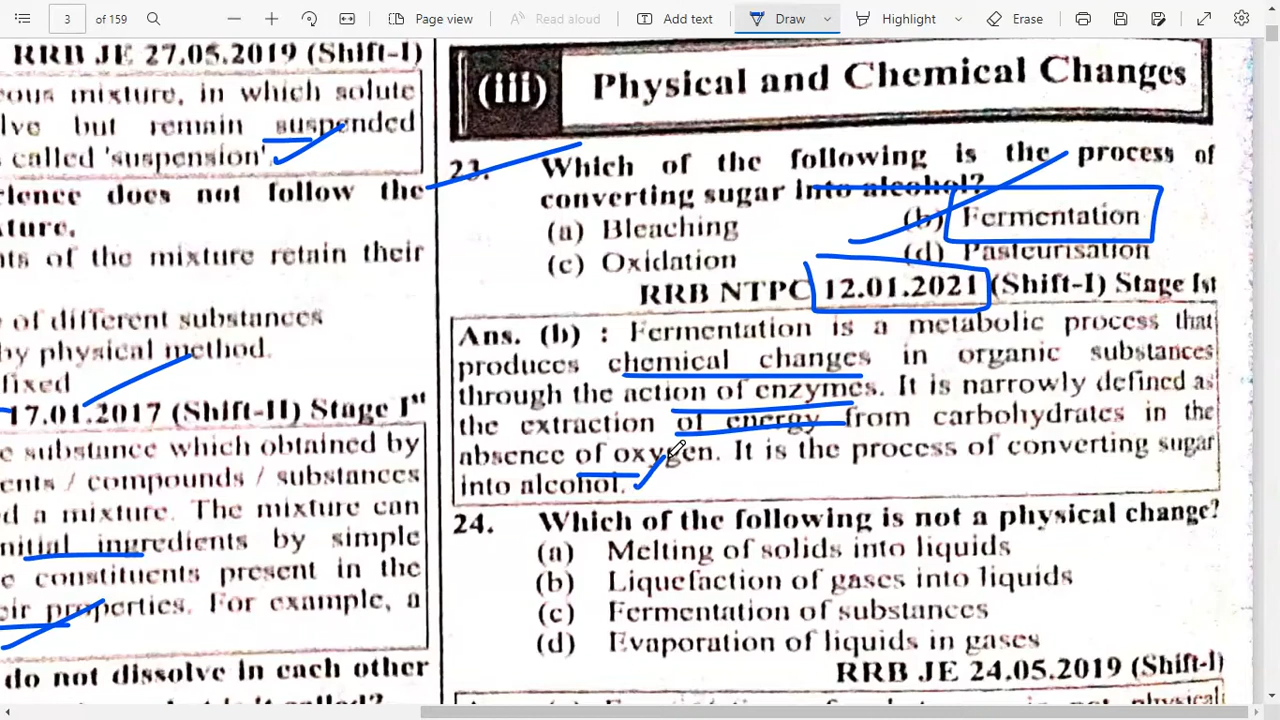 3
of 159
Page view
Read aloud
Add text
Draw
Highlight
Erase
RRB JE 27.05.2019 (Shift-I)
ous mixture, in which solute
lve but remain suspended
called 'suspension'.
rience does not follow the
ture.
nts of the mixture retain their
y of different substances
by physical method.
fixed
17.01.2017 (Shift-II) Stage Ist
e substance which obtained by
ents / compounds / substances
d a mixture. The mixture can
nitial ingredients by simple
e constituents present in the
eir properties. For example, a
do not dissolve in each other
(iii) Physical and Chemical Changes
23. Which of the following is the process of
converting sugar into alcohol?
(a) Bleaching (b) Fermentation
(c) Oxidation (d) Pasteurisation
RRB NTPC 12.01.2021 (Shift-I) Stage Ist
Ans. (b) : Fermentation is a metabolic process that
produces chemical changes in organic substances
through the action of enzymes. It is narrowly defined as
the extraction of energy from carbohydrates in the
absence of oxygen. It is the process of converting sugar
into alcohol.
24. Which of the following is not a physical change?
(a) Melting of solids into liquids
(b) Liquefaction of gases into liquids
(c) Fermentation of substances
(d) Evaporation of liquids in gases
RRB JE 24.05.2019 (Shift-I)